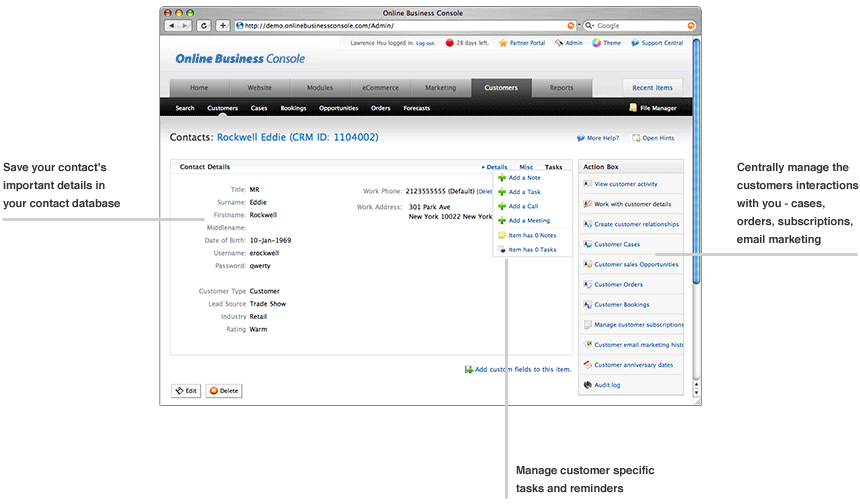 Online Business Console
http://demo.onlinebusinessconsole.com/Admin/
Google
Lawrence Hsu logged in. Log out.
28 days left.
Partner Portal
Admin
Theme
Support Central
Online Business Console
Home
Website
Modules
eCommerce
Marketing
Customers
Reports
Recent Items
Search
Customers
Cases
Bookings
Opportunities
Orders
Forecasts
File Manager
Contacts: Rockwell Eddie (CRM ID: 1104002)
More Help?
Open Hints
Save your contact's
important details in
your contact database
Contact Details
Details
Misc
Tasks
Title: MR
Surname: Eddie
Firstname: Rockwell
Middlename:
Date of Birth: 10-Jan-1969
Username: erockwell
Password: qwerty
Customer Type Customer
Lead Source Trade Show
Industry Retail
Rating Warm
Work Phone: 2123555555 (Default) [Delet
Work Address: 301 Park Ave
New York 10022 New York
Add a Note
Add a Task
Add a Call
Add a Meeting
Item has 0 Notes
Item has 0 Tasks
Add custom fields to this item.
Edit
Delete
Action Box
View customer activity
Work with customer details
Create customer relationships
Customer Cases
Customer sales Opportunities
Customer Orders
Customer Bookings
Manage customer subscriptions
Customer email marketing histo
Customer anniversary dates
Audit log
Centrally manage the
customers interactions
with you - cases,
orders, subscriptions,
email marketing
Manage customer specific
tasks and reminders